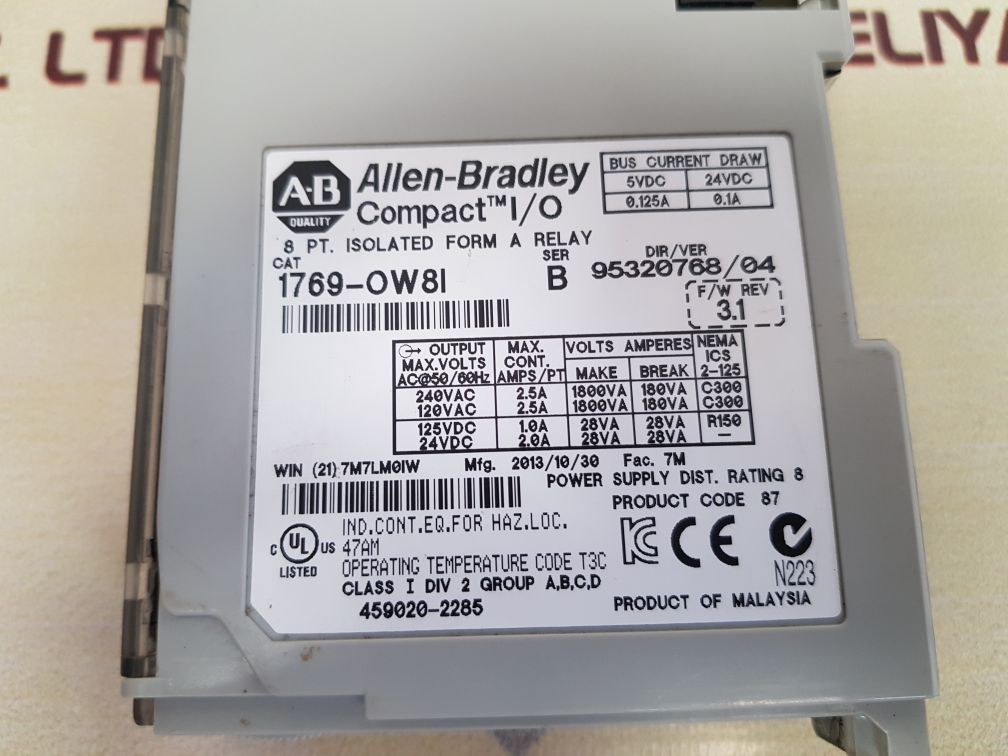 L LTD
ELIYA
A·B
QUALITY
Allen-Bradley
Compact™ I/O
BUS CURRENT DRAW
5VDC 24VDC
0.125A 0.1A
8 PT. ISOLATED FORM A RELAY
CAT
1769-OW8I
SER
B
DIR/VER
95320768/04
F/W REV
3.1
OUTPUT MAX.VOLTS AC@50/60Hz MAX. CONT. AMPS/PT VOLTS AMPERES MAKE BREAK NEMA ICS 2-125
240VAC 2.5A 1800VA 180VA C300
120VAC 2.5A 1800VA 180VA C300
125VDC 1.0A 28VA 28VA R150
24VDC 2.0A 28VA 28VA —
WIN (21) 7M7LM0IW Mfg. 2013/10/30 Fac. 7M
POWER SUPPLY DIST. RATING 8
PRODUCT CODE 87
C UL US
LISTED
IND.CONT.EQ.FOR HAZ.LOC.
47AM
OPERATING TEMPERATURE CODE T3C
CLASS I DIV 2 GROUP A,B,C,D
459020-2285
CE
N223
PRODUCT OF MALAYSIA